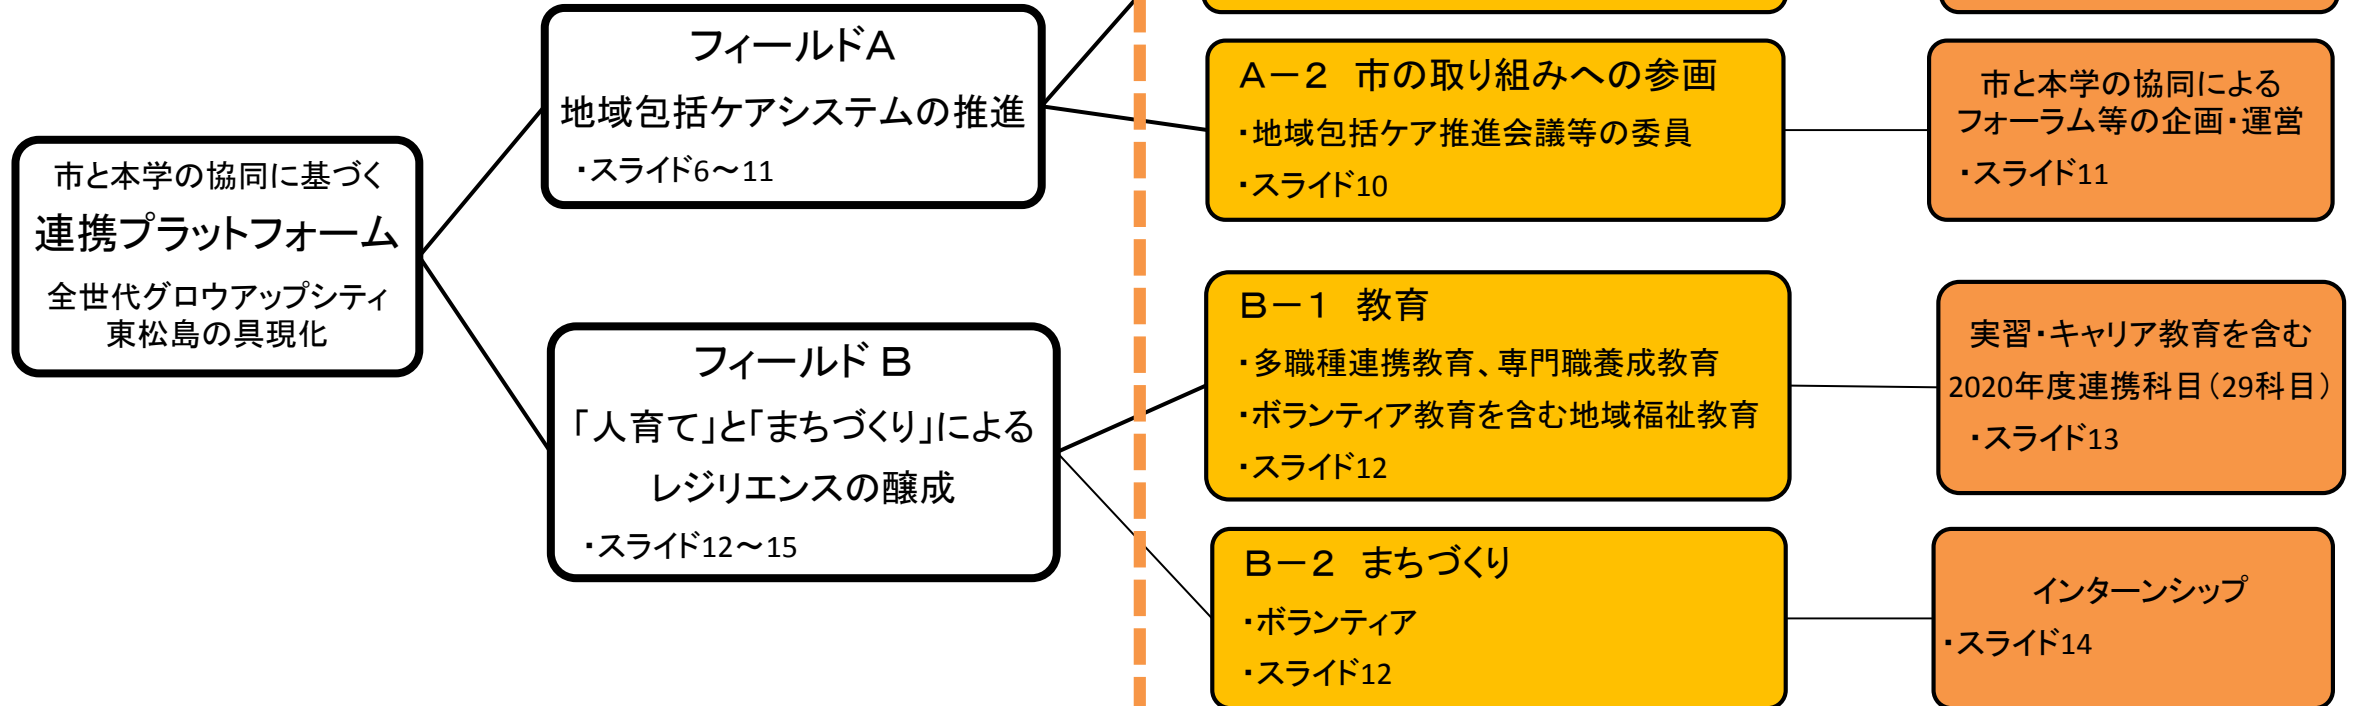 市と本学の協同に基づく
連携プラットフォーム
全世代グロウアップシティ
東松島の具現化
フィールドA
地域包括ケアシステムの推進
・スライド6～11
フィールド B
「人育て」と「まちづくり」による
レジリエンスの醸成
・スライド12～15
A－2 市の取り組みへの参画
・地域包括ケア推進会議等の委員
・スライド10
市と本学の協同による
フォーラム等の企画・運営
・スライド11
B－1 教育
・多職種連携教育、専門職養成教育
・ボランティア教育を含む地域福祉教育
・スライド12
実習・キャリア教育を含む
2020年度連携科目（29科目）
・スライド13
B－2 まちづくり
・ボランティア
・スライド12
インターンシップ
・スライド14